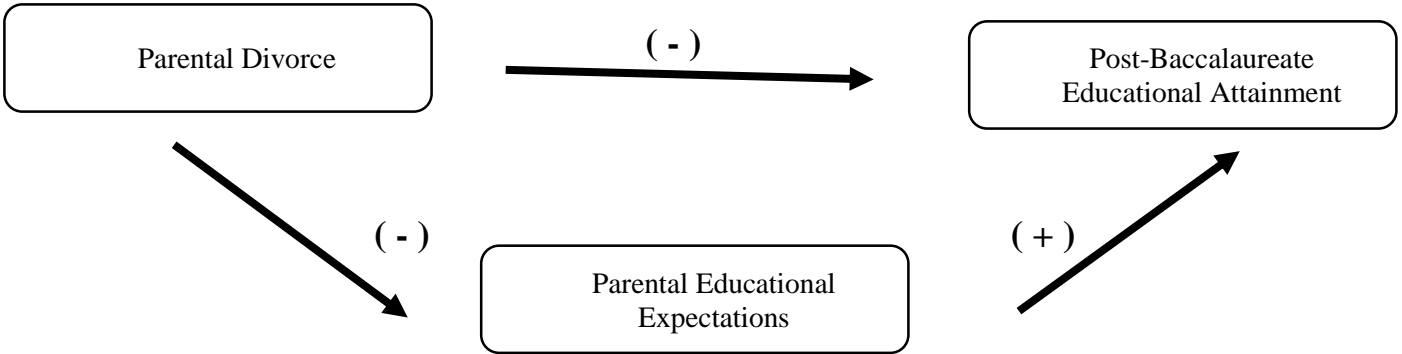 Parental Divorce
( - )
Post-Baccalaureate
Educational Attainment
( - )
( + )
Parental Educational
Expectations